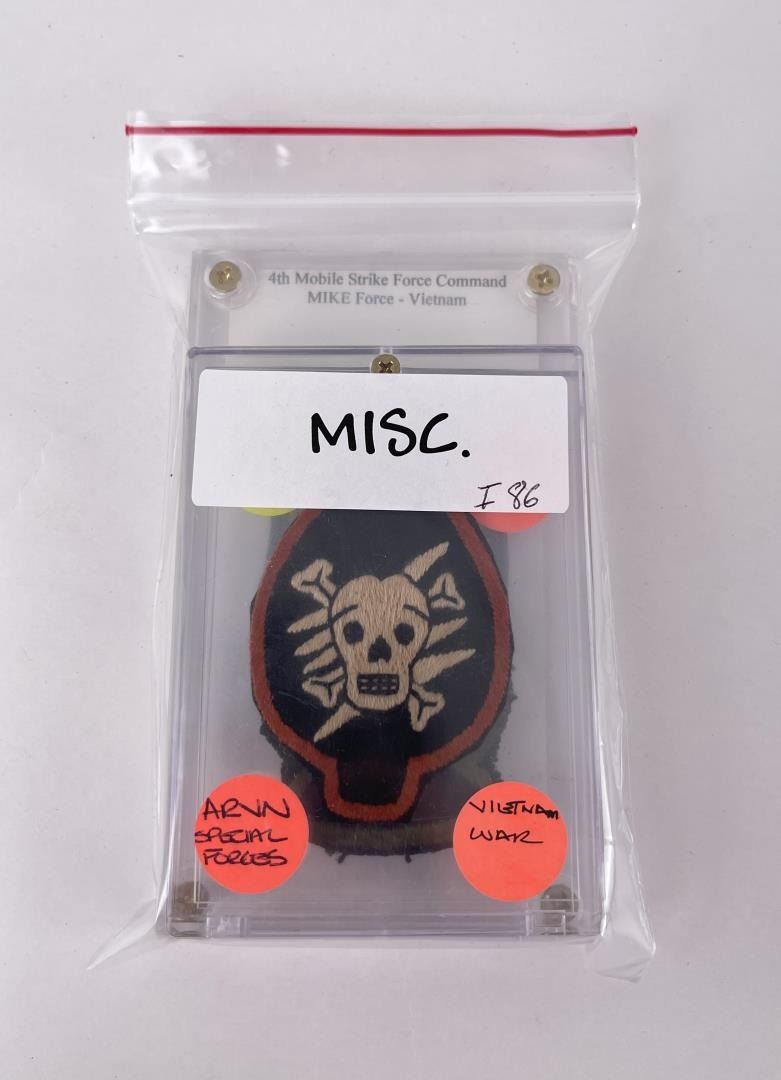 4th Mobile Strike Force Command
MIKE Force - Vietnam
MISC.
I 86
ARVN
SPECIAL
FORCES
VIETNAM
WAR